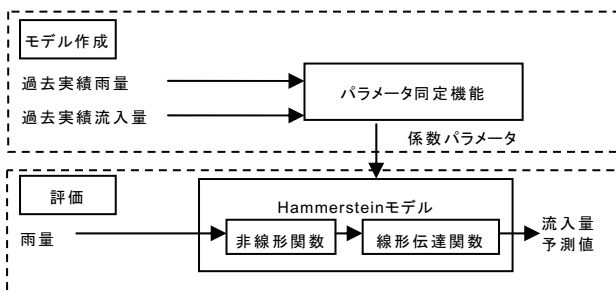 モデル作成
過去実績雨量
過去実績流入量
パラメータ同定機能
係数パラメータ
評価
Hammersteinモデル
雨量
非線形関数
線形伝達関数
流入量
予測値